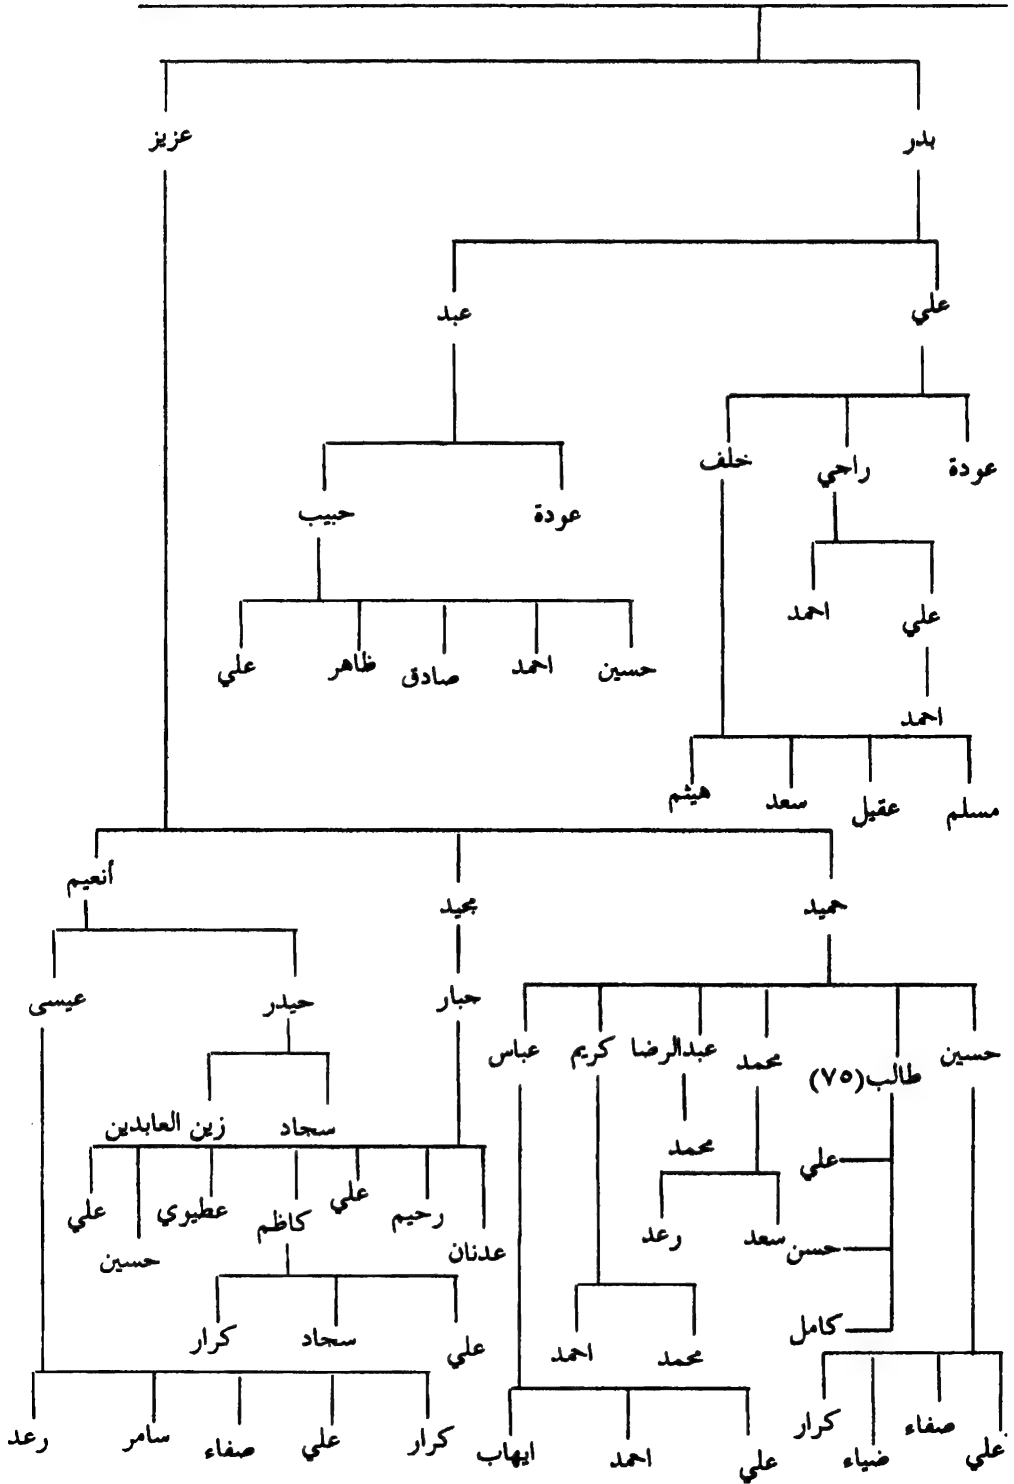 بدر عزيز
علي عبد
عودة راحي خلف
عودة حبيب
علي احمد
حسين احمد صادق ظاهر علي
احمد
مسلم عقيل سعد هيثم
حميد مجيد أنعيم
جبار حيدر عيسى
حسين طالب (٧٥) محمد عبدالرضا كريم عباس
سجاد زين العابدين
محمد
علي
سعد رعد
حسن
كامل
عدنان رحيم علي كاظم عطيري حسين علي
علي سجاد كرار
محمد احمد
علي صفاء ضياء كرار
علي احمد ايهاب
كرار علي صفاء سامر رعد